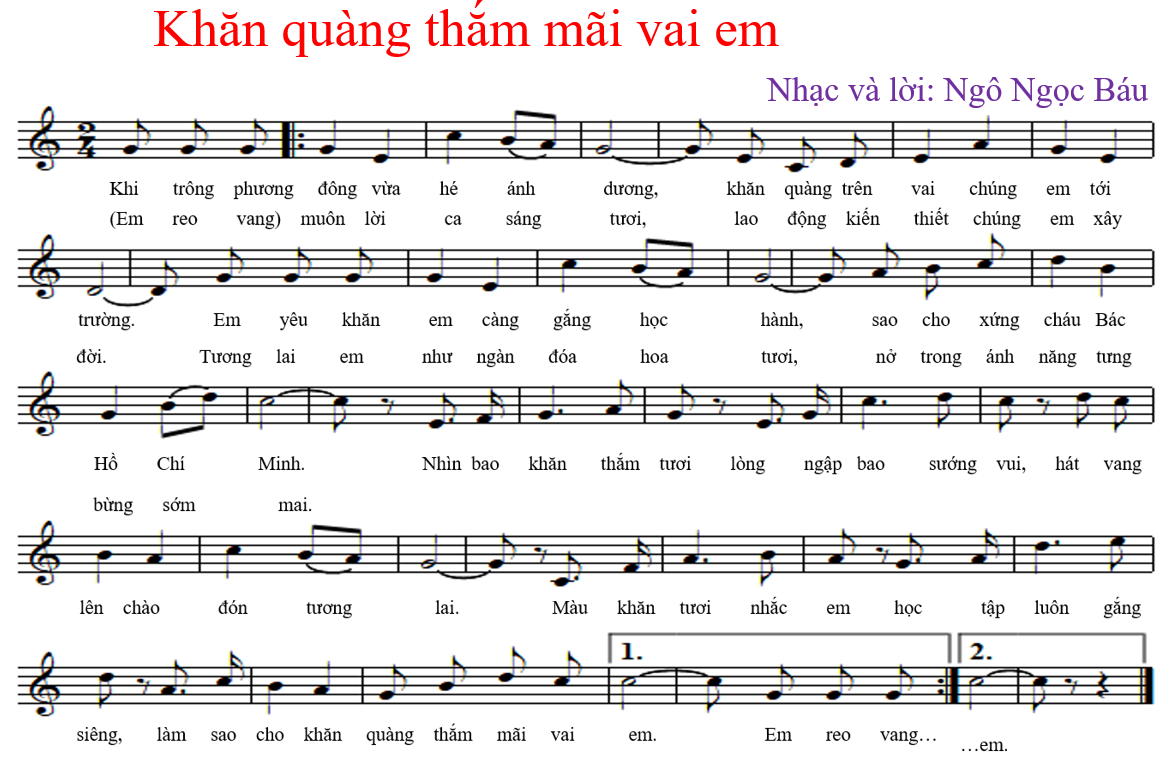 Khăn quàng thắm mãi vai em
Nhạc và lời: Ngô Ngọc Báu
2
4
Khi trông phương đông vừa hé ánh dương, khăn quàng trên vai chúng em tới
(Em reo vang) muôn lời ca sáng tươi, lao động kiến thiết chúng em xây
trường. Em yêu khăn em càng gắng học hành, sao cho xứng cháu Bác
đời. Tương lai em như ngàn đóa hoa tươi, nở trong ánh năng tưng
Hồ Chí Minh. Nhìn bao khăn thắm tươi lòng ngập bao sướng vui, hát vang
bừng sớm mai.
lên chào đón tương lai. Màu khăn tươi nhắc em học tập luôn gắng
1. 2.
siêng, làm sao cho khăn quàng thắm mãi vai em. Em reo vang… …em.